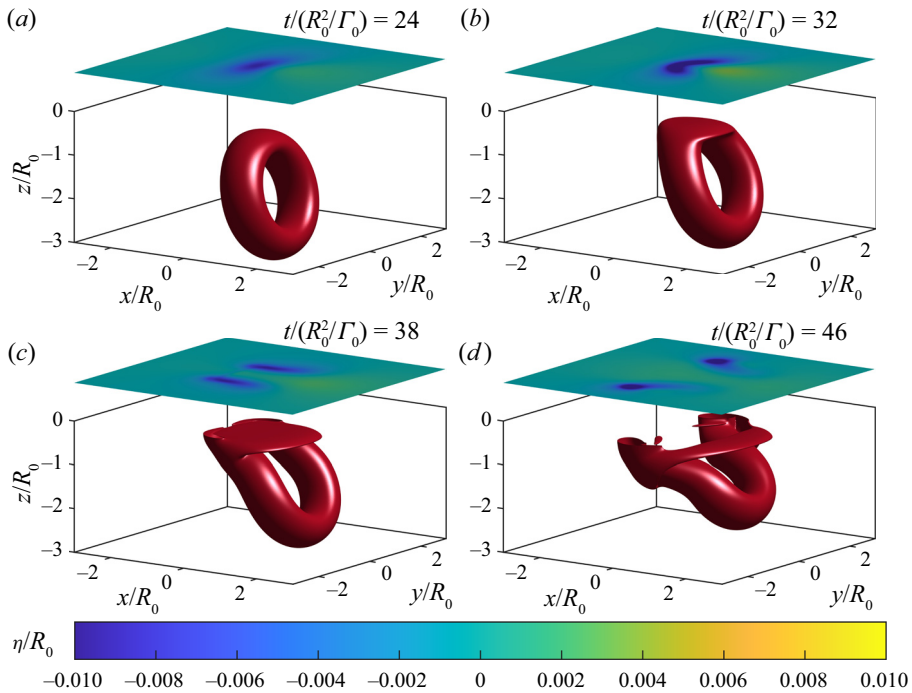 (a) t/(R₀²/Γ₀) = 24
(b) t/(R₀²/Γ₀) = 32
0
–1
–2
–3
z/R₀
–2
0
2
x/R₀
–2
0
2
y/R₀
0
–1
–2
–3
–2
0
2
x/R₀
–2
0
2
y/R₀
(c) t/(R₀²/Γ₀) = 38
(d) t/(R₀²/Γ₀) = 46
0
–1
–2
–3
z/R₀
–2
0
2
x/R₀
–2
0
2
y/R₀
0
–1
–2
–3
–2
0
2
x/R₀
–2
0
2
y/R₀
η/R₀
–0.010 –0.008 –0.006 –0.004 –0.002 0 0.002 0.004 0.006 0.008 0.010